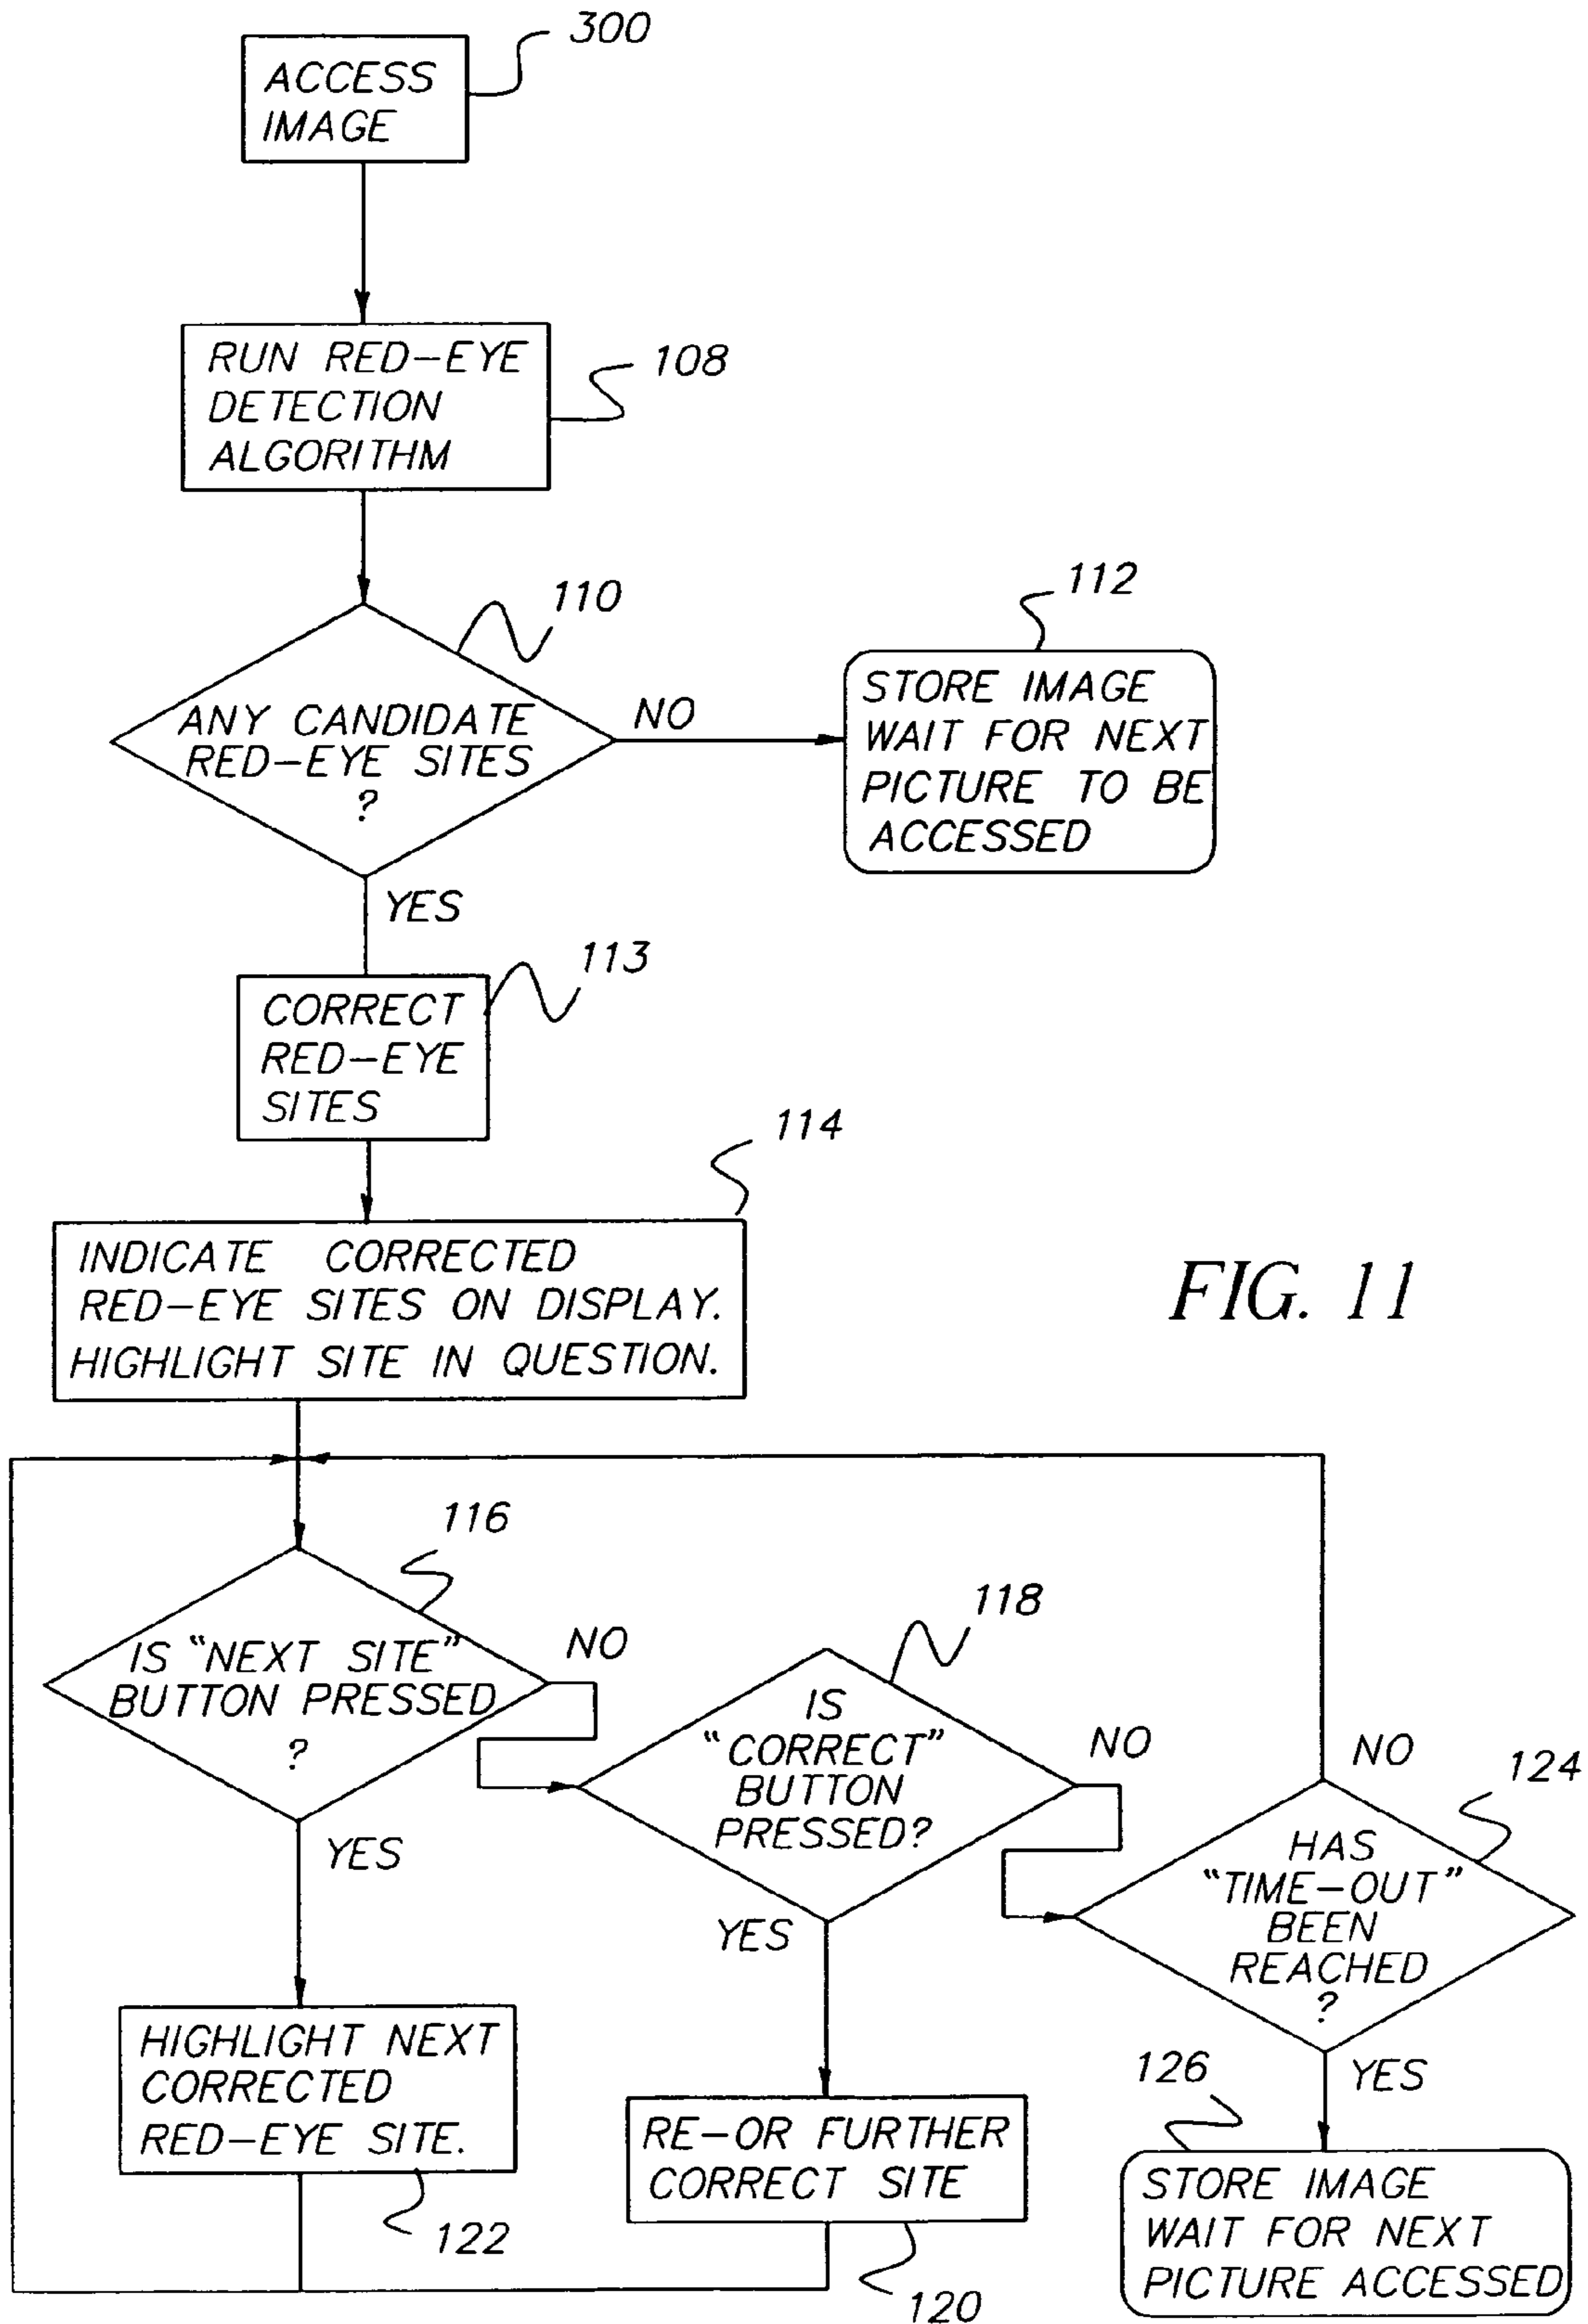 300
ACCESS
IMAGE
RUN RED-EYE
DETECTION
ALGORITHM
108
110
ANY CANDIDATE
RED-EYE SITES
?
NO
112
STORE IMAGE
WAIT FOR NEXT
PICTURE TO BE
ACCESSED
YES
113
CORRECT
RED-EYE
SITES
114
INDICATE CORRECTED
RED-EYE SITES ON DISPLAY.
HIGHLIGHT SITE IN QUESTION.
FIG. 11
116
IS "NEXT SITE"
BUTTON PRESSED
?
NO
YES
118
IS
"CORRECT"
BUTTON
PRESSED?
NO
YES
NO
124
HAS
"TIME-OUT"
BEEN
REACHED
?
YES
HIGHLIGHT NEXT
CORRECTED
RED-EYE SITE.
122
RE-OR FURTHER
CORRECT SITE
120
126
STORE IMAGE
WAIT FOR NEXT
PICTURE ACCESSED